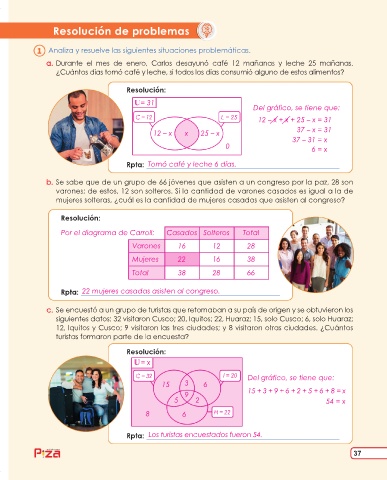 Resolución de problemas
1 Analiza y resuelve las siguientes situaciones problemáticas.
a. Durante el mes de enero, Carlos desayunó café 12 mañanas y leche 25 mañanas.
¿Cuántos días tomó café y leche, si todos los días consumió alguno de estos alimentos?
Resolución:
U = 31
Del gráfico, se tiene que:
C = 12 L = 25
12 – x + x + 25 – x = 31
12 – x x 25 – x
37 – x = 31
37 – 31 = x
0
6 = x
Rpta: Tomó café y leche 6 días.
b. Se sabe que de un grupo de 66 jóvenes que asisten a un congreso por la paz, 28 son
varones; de estos, 12 son solteros. Si la cantidad de varones casados es igual a la de
mujeres solteras, ¿cuál es la cantidad de mujeres casadas que asisten al congreso?
Resolución:
Por el diagrama de Carroll: Casados Solteros Total
Varones 16 12 28
Mujeres 22 16 38
Total 38 28 66
Rpta: 22 mujeres casadas asisten al congreso.
c. Se encuestó a un grupo de turistas que retornaban a su país de origen y se obtuvieron los
siguientes datos: 32 visitaron Cusco; 20, Iquitos; 22, Huaraz; 15, solo Cusco; 6, solo Huaraz;
12, Iquitos y Cusco; 9 visitaron las tres ciudades; y 8 visitaron otras ciudades. ¿Cuántos
turistas formaron parte de la encuesta?
Resolución:
U = x
C = 32 I = 20
Del gráfico, se tiene que:
15 3 6
15 + 3 + 9 + 6 + 2 + 5 + 6 + 8 = x
9
5 2
54 = x
8 6 H = 22
Rpta: Los turistas encuestados fueron 54.
Pizza
37